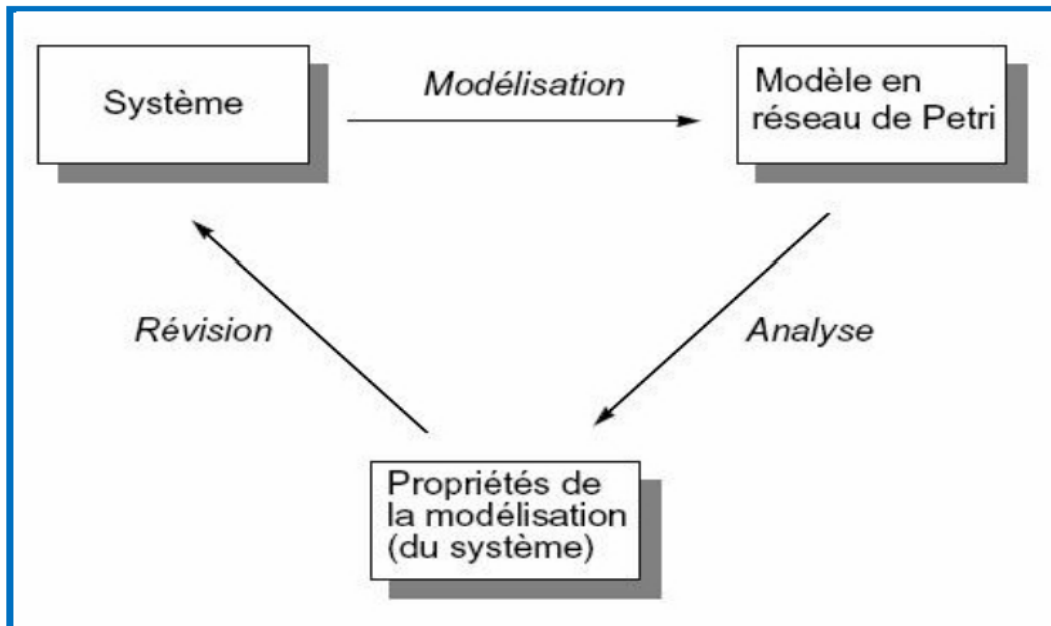 Système
Modélisation
Modèle en
réseau de Petri
Révision
Analyse
Propriétés de
la modélisation
(du système)